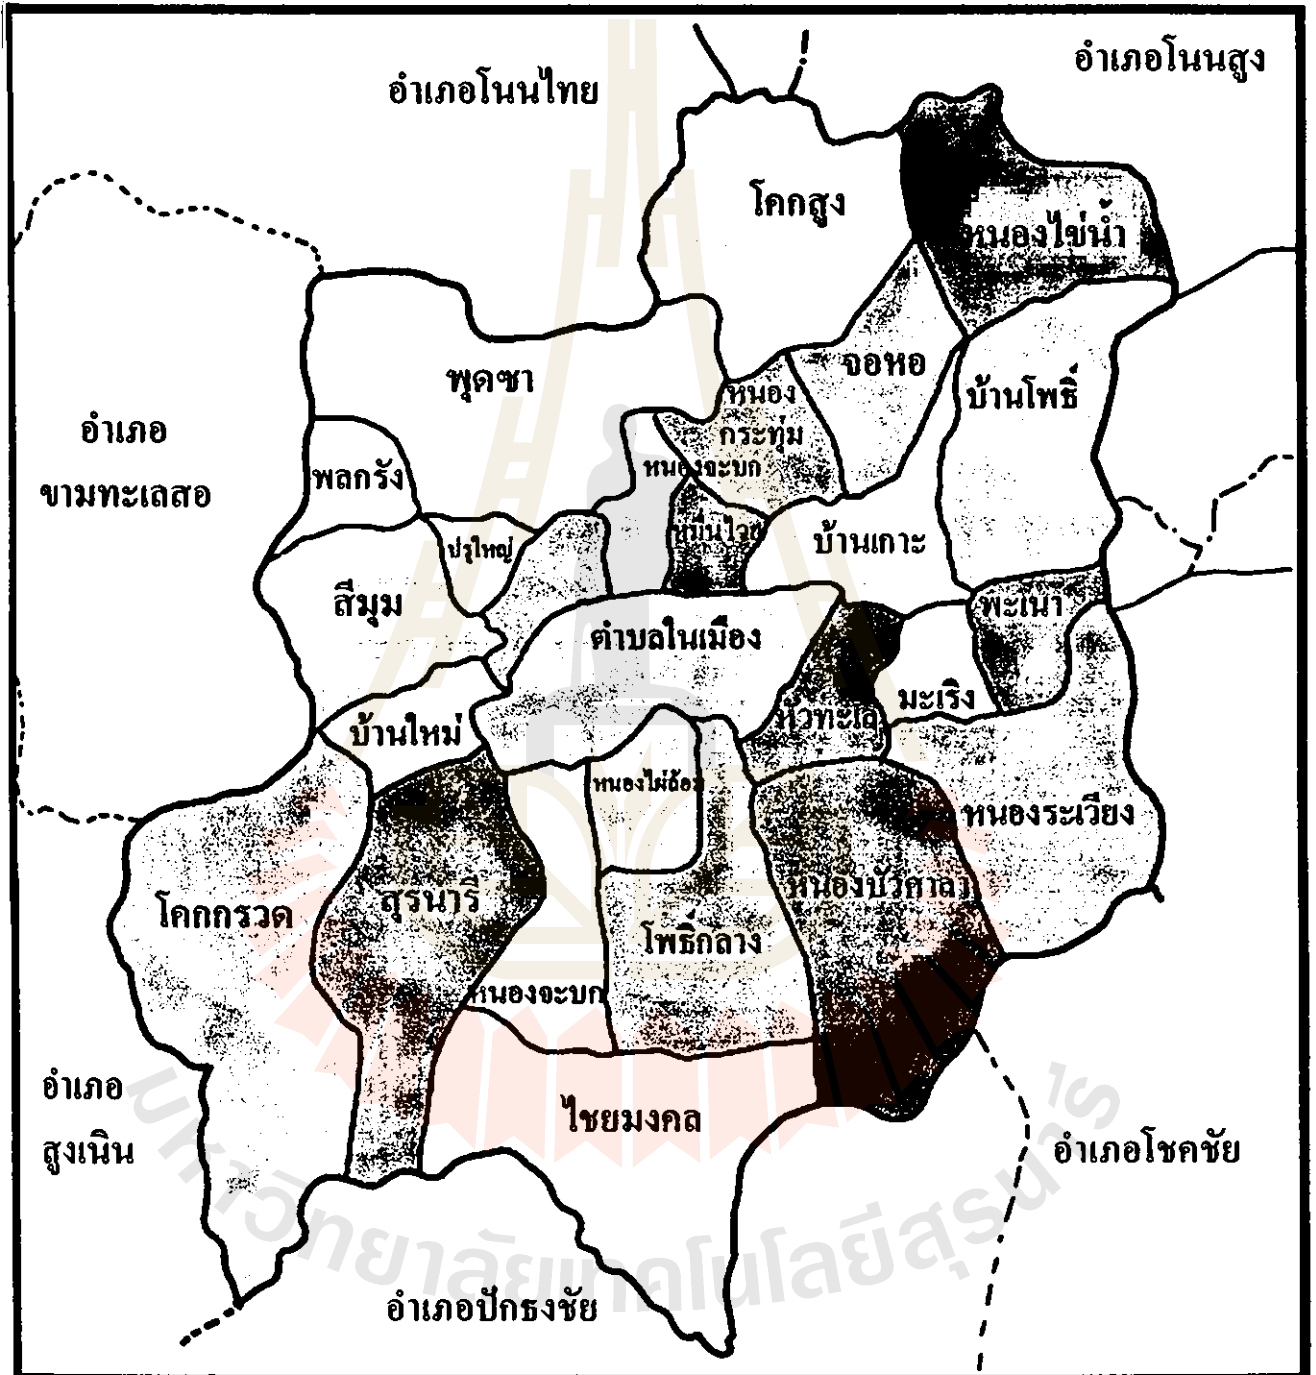 อำเภอโนนสูง
อำเภอโนนไทย
โคกสูง
หนองไข่น้ำ
จอหอ
พุดซา
บ้านโพธิ์
หนอง
กระทุ่ม
อำเภอ
ขามทะเลสอ
พลกรัง
หนองจะบก
หมื่นไวย
บ้านเกาะ
ปรุใหญ่
สีมุม
พะเนา
ตำบลในเมือง
มะเริง
หัวทะเล
บ้านใหม่
หนองไผ่ล้อม
หนองระเวียง
หนองบัวศาลา
สุรนารี
โคกกรวด
โพธิ์กลาง
หนองจะบก
อำเภอ
สูงเนิน
ไชยมงคล
อำเภอโชคชัย
อำเภอปักธงชัย
มหาวิทยาลัยเทคโนโลยีสุรนารี